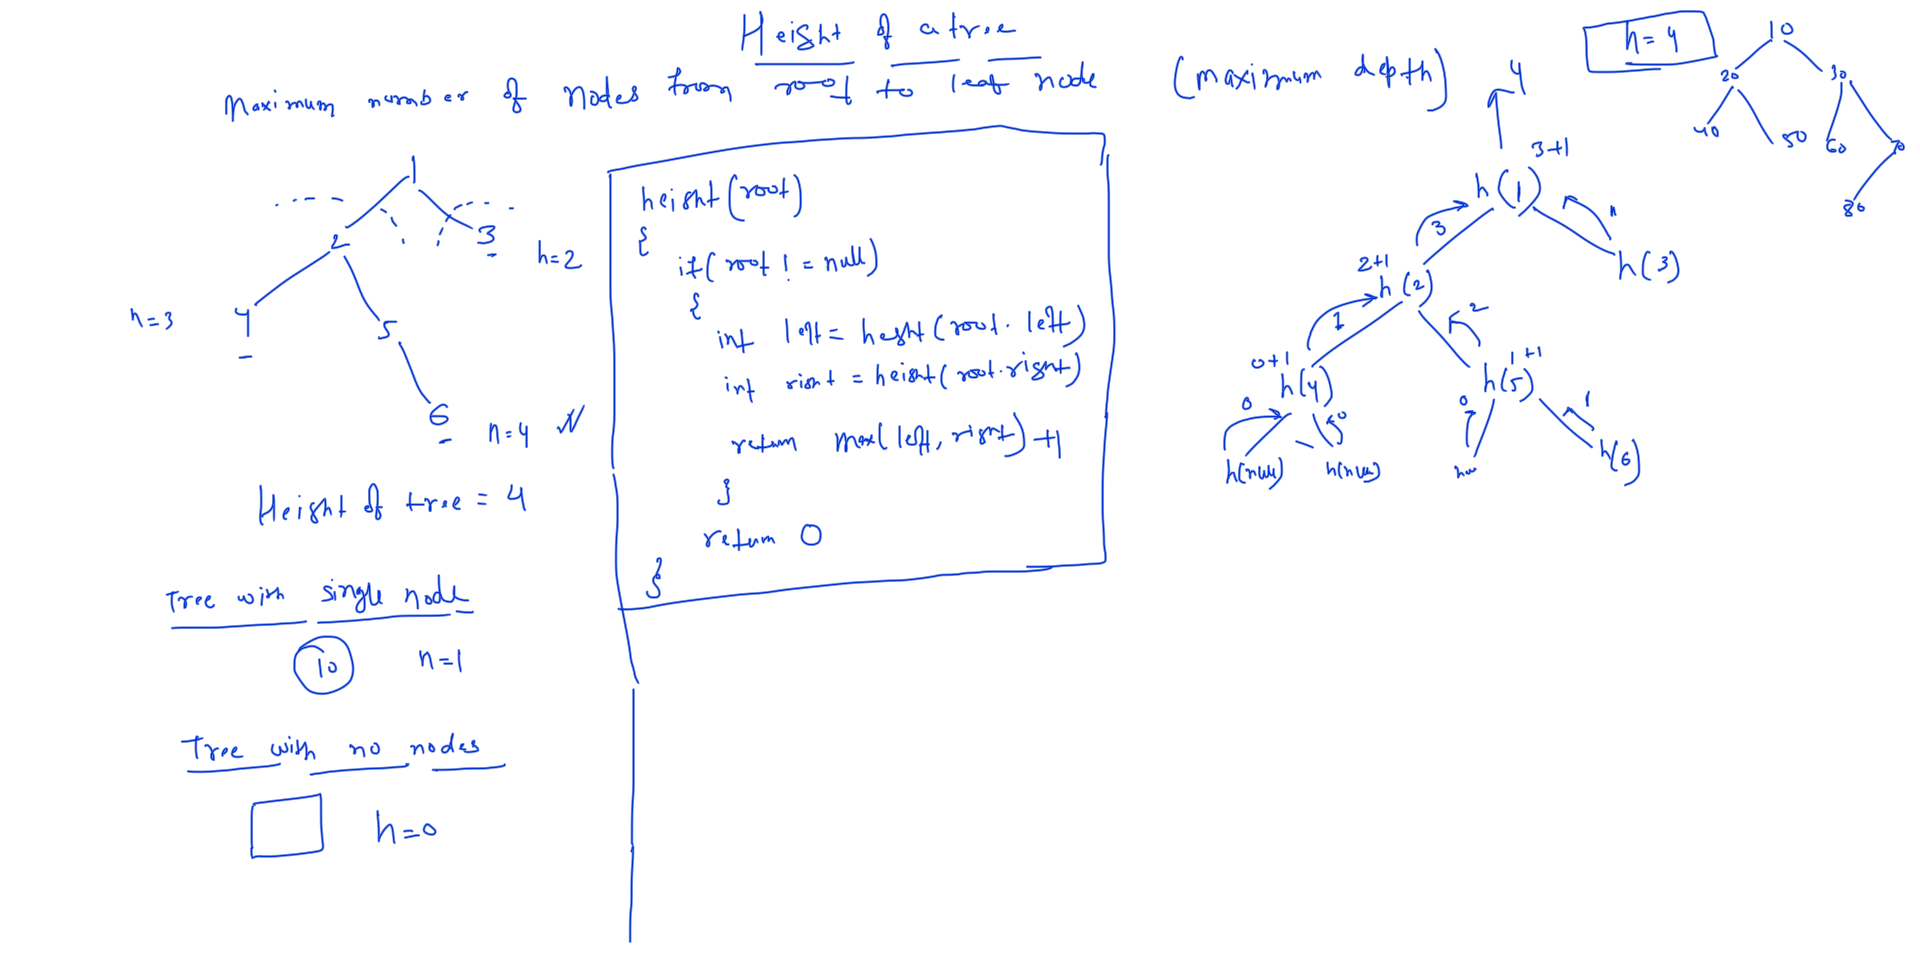 Height of a tree
Maximum number of nodes from root to leaf node (maximum depth)
1
2
3
h=2
h=3
4
5
6
h=4
Height of tree = 4
Tree with single node
10
h=1
Tree with no nodes
h=0
height(root)
{
if(root != null)
{
int left = height(root.left)
int right = height(root.right)
return max(left, right)+1
}
return 0
}
4
3+1
h(1)
3
1
2+1
h(2)
h(3)
1
2
0+1
h(4)
1+1
h(5)
0
0
0
1
h(null)
h(null)
h(6)
h=4
10
20
30
40
50
60
70
80